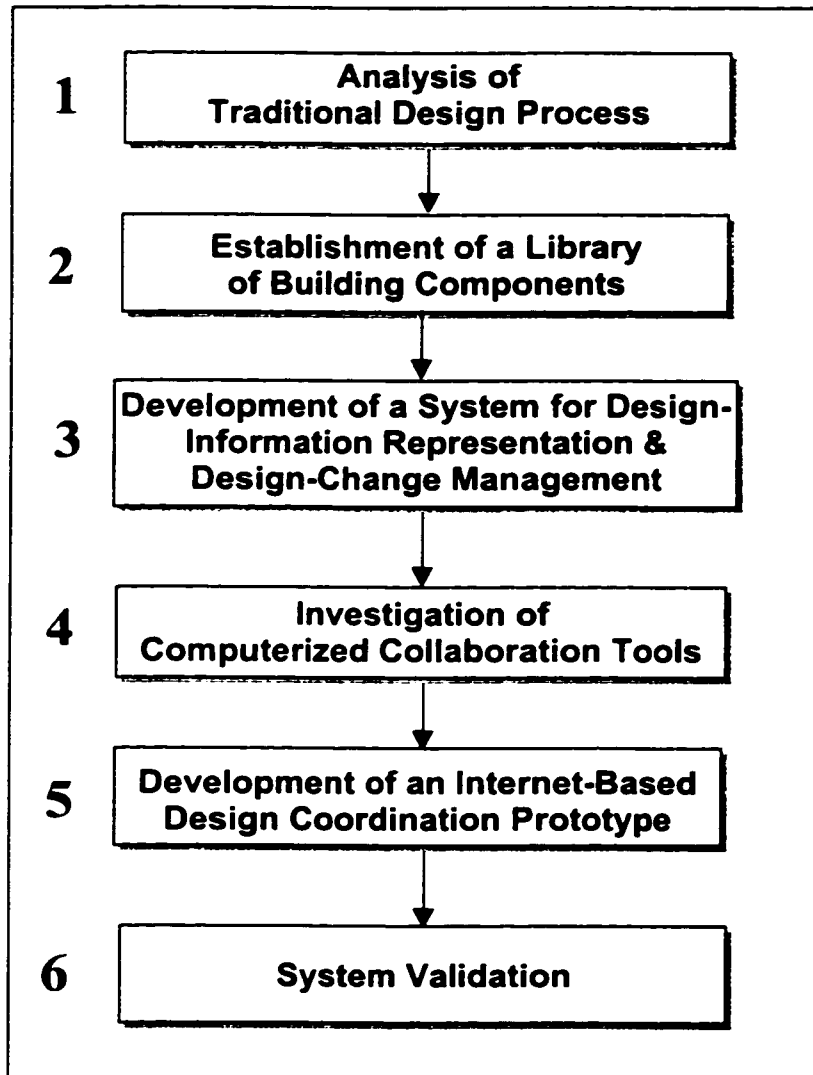 1
Analysis of
Traditional Design Process
2
Establishment of a Library
of Building Components
3
Development of a System for Design-
Information Representation &
Design-Change Management
4
Investigation of
Computerized Collaboration Tools
5
Development of an Internet-Based
Design Coordination Prototype
6
System Validation